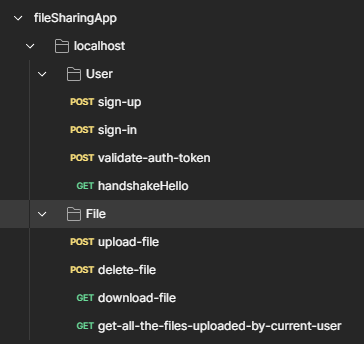 fileSharingApp
localhost
User
POST sign-up
POST sign-in
POST validate-auth-token
GET handshakeHello
File
POST upload-file
POST delete-file
GET download-file
GET get-all-the-files-uploaded-by-current-user